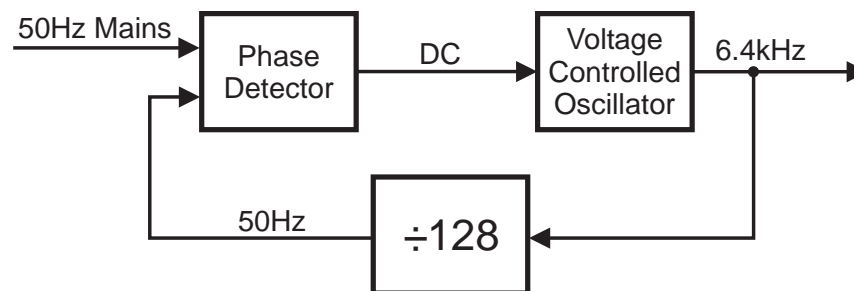 50Hz Mains
Phase
Detector
DC
Voltage
Controlled
Oscillator
6.4kHz
50Hz
÷128